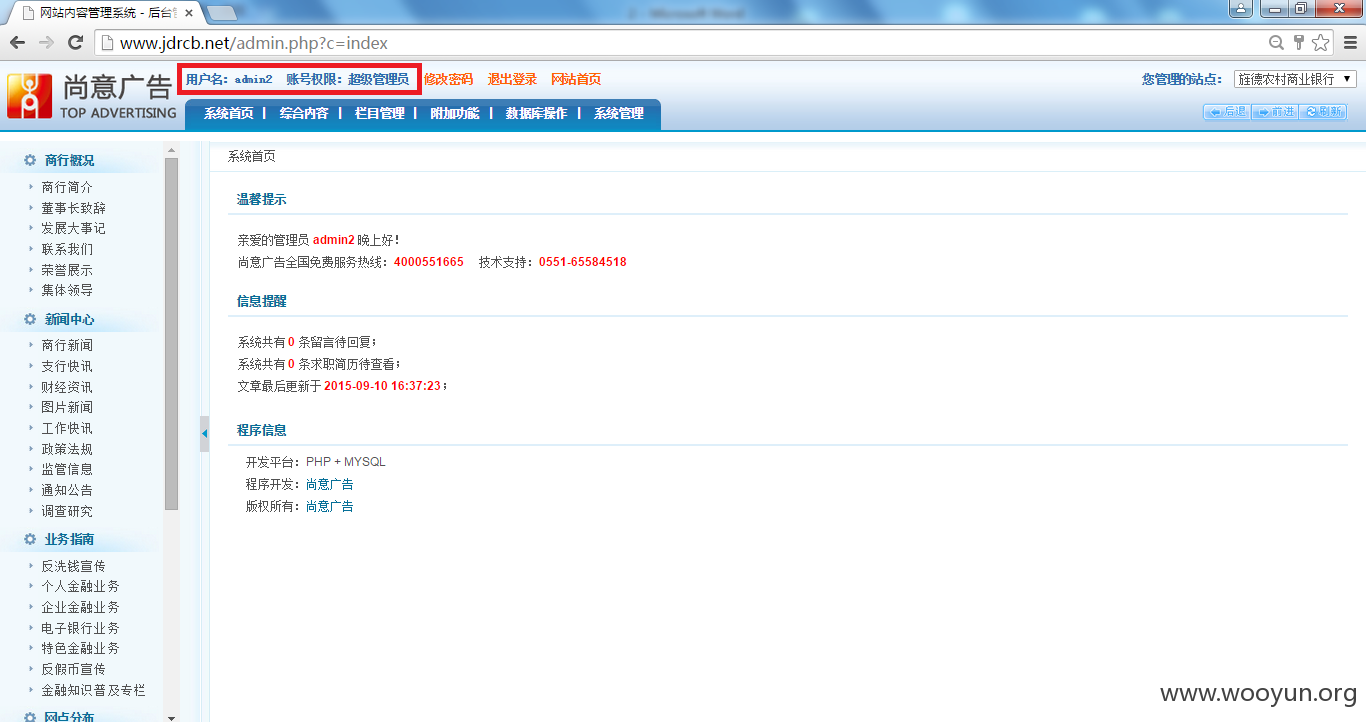 网站内容管理系统 - 后台
www.jdrcb.net/admin.php?c=index
尚意广告
TOP ADVERTISING
用户名：admin2 账号权限：超级管理员 修改密码 退出登录 网站首页
您管理的站点： 旌德农村商业银行
系统首页 | 综合内容 | 栏目管理 | 附加功能 | 数据库操作 | 系统管理
后退 前进 刷新
商行概况
商行简介
董事长致辞
发展大事记
联系我们
荣誉展示
集体领导
新闻中心
商行新闻
支行快讯
财经资讯
图片新闻
工作快讯
政策法规
监管信息
通知公告
调查研究
业务指南
反洗钱宣传
个人金融业务
企业金融业务
电子银行业务
特色金融业务
反假币宣传
金融知识普及专栏
网点分布
系统首页
温馨提示
亲爱的管理员 admin2 晚上好！
尚意广告全国免费服务热线：4000551665 技术支持：0551-65584518
信息提醒
系统共有 0 条留言待回复；
系统共有 0 条求职简历待查看；
文章最后更新于 2015-09-10 16:37:23；
程序信息
开发平台：PHP + MYSQL
程序开发：尚意广告
版权所有：尚意广告
www.wooyun.org